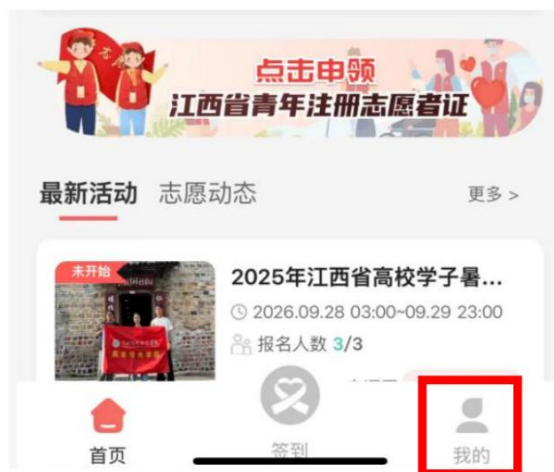 点击申领
江西省青年注册志愿者证
最新活动 志愿动态 更多 >
未开始
2025年江西省高校学子暑...
2026.09.28 03:00~09.29 23:00
报名人数 3/3
首页
签到
我的